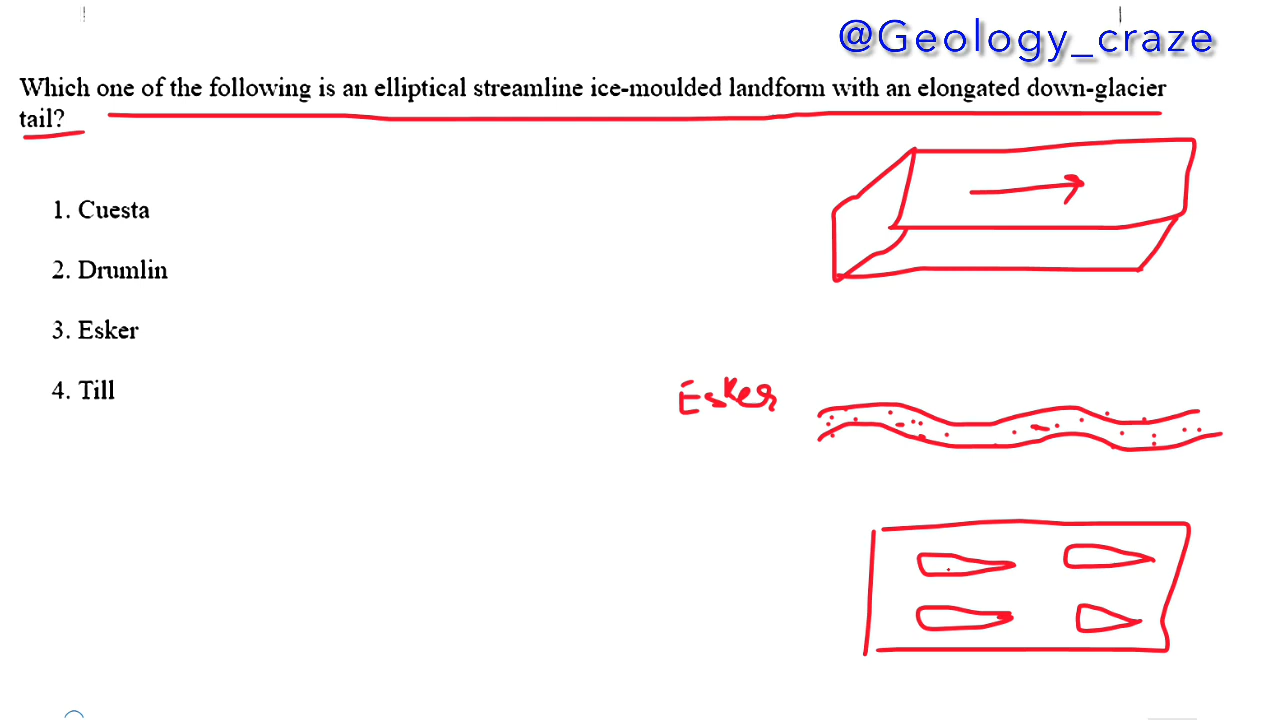 @Geology_craze
Which one of the following is an elliptical streamline ice-moulded landform with an elongated down-glacier
tail?
1. Cuesta
2. Drumlin
3. Esker
4. Till
Esker